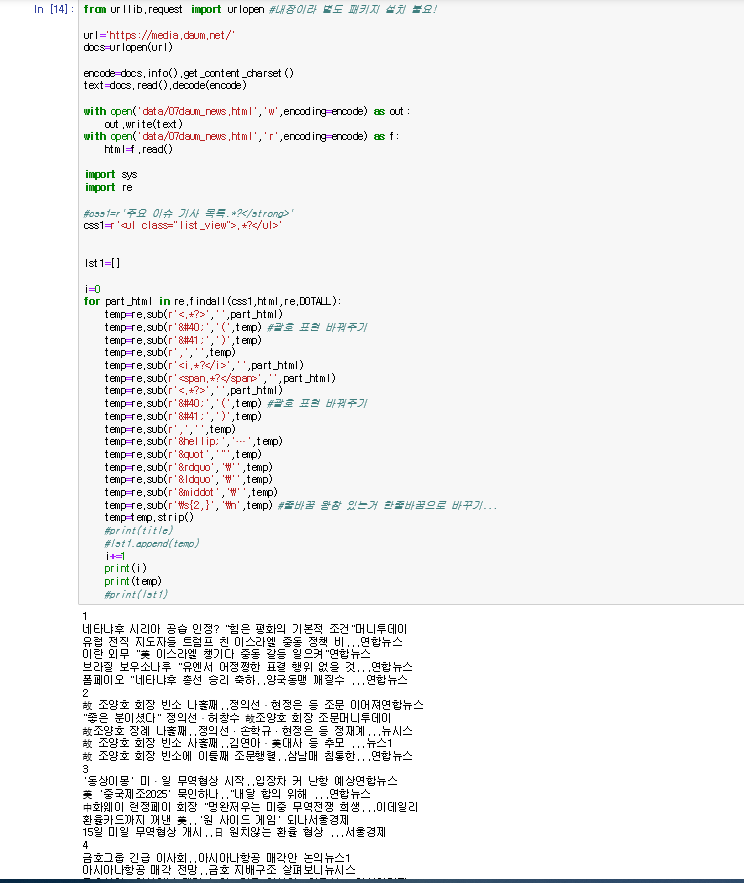 In [14]: from urllib.request import urlopen #내장이라 별도 패키지 설치 불요!
url='https://media.daum.net/'
docs=urlopen(url)
encode=docs.info().get_content_charset()
text=docs.read().decode(encode)
with open('data/07daum_news.html','w',encoding=encode) as out:
    out.write(text)
with open('data/07daum_news.html','r',encoding=encode) as f:
    html=f.read()
import sys
import re
#css1=r'주요 이슈 기사 목록.*?</strong>'
css1=r'<ul class="list_view">.*?</ul>'
lst1=[]
i=0
for part_html in re.findall(css1,html,re.DOTALL):
    temp=re.sub(r'<.*?>','',part_html)
    temp=re.sub(r'&#40;','(',temp) #괄호 표현 바꿔주기
    temp=re.sub(r'&#41;',')',temp)
    temp=re.sub(r',','',temp)
    temp=re.sub(r'<i.*?</i>','',part_html)
    temp=re.sub(r'<span.*?</span>','',part_html)
    temp=re.sub(r'<.*?>','',part_html)
    temp=re.sub(r'&#40;','(',temp) #괄호 표현 바꿔주기
    temp=re.sub(r'&#41;',')',temp)
    temp=re.sub(r',','',temp)
    temp=re.sub(r'&hellip;','…',temp)
    temp=re.sub(r'&quot','"',temp)
    temp=re.sub(r'&rdquo','₩'',temp)
    temp=re.sub(r'&ldquo','₩'',temp)
    temp=re.sub(r'&middot','₩'',temp)
    temp=re.sub(r'₩s{2,}','₩n',temp) #줄바꿈 왕창 있는거 한줄바꿈으로 바꾸기...
    temp=temp.strip()
    #print(title)
    #lst1.append(temp)
    i+=1
    print(i)
    print(temp)
    #print(lst1)
1
네타냐후 시리아 공습 인정? "힘은 평화의 기본적 조건"머니투데이
유럽 전직 지도자들 트럼프 친 이스라엘 중동 정책 비...연합뉴스
이란 외무 "美 이스라엘 챙기다 중동 갈등 일으켜"연합뉴스
브라질 보우소나루 "유엔서 어정쩡한 표결 행위 없을 것...연합뉴스
폼페이오 "네타냐후 총선 승리 축하..양국동맹 깨질수 ...연합뉴스
2
故 조양호 회장 빈소 나흘째..정의선·현정은 등 조문 이어져연합뉴스
"좋은 분이셨다" 정의선·허창수 故조양호 회장 조문머니투데이
故조양호 장례 나흘째..정의선·손학규·현정은 등 정재계...뉴시스
故 조양호 회장 빈소 사흘째..김연아·美대사 등 추모 ...뉴스1
故 조양호 회장 빈소에 이틀째 조문행렬..삼남매 침통한...연합뉴스
3
'동상이몽' 미·일 무역협상 시작..입장차 커 난항 예상연합뉴스
美 '중국제조2025' 묵인하나.."내달 합의 위해 ...연합뉴스
中화웨이 런정페이 회장 "멍완저우는 미중 무역전쟁 희생...이데일리
환율카드까지 꺼낸 美..'원 사이드 게임' 되나서울경제
15일 미일 무역협상 개시..日 원치않는 환율 협상 ...서울경제
4
금호그룹 긴급 이사회..아시아나항공 매각안 논의뉴스1
아시아나항공 매각 전망..금호 지배구조 살펴보니뉴시스